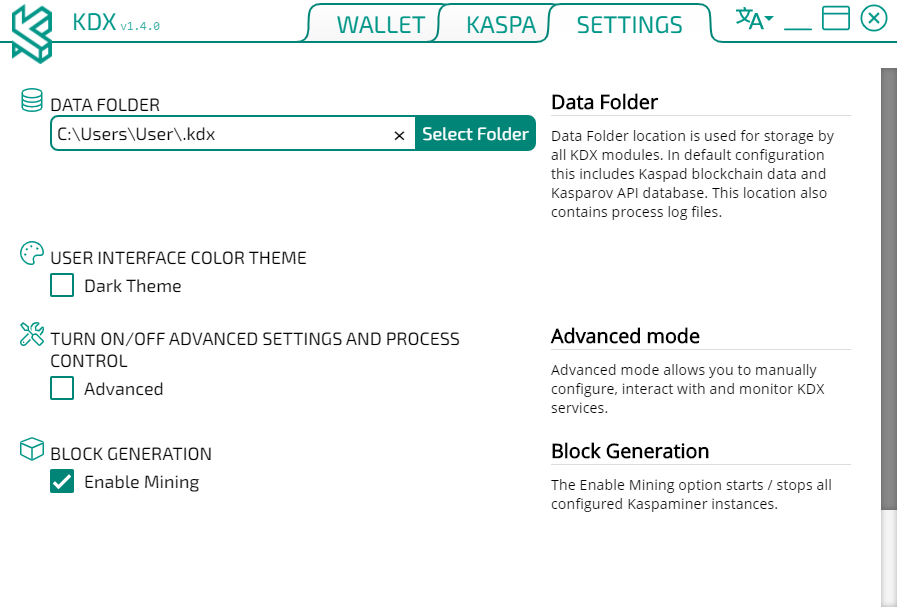 KDX v1.4.0
WALLET
KASPA
SETTINGS
DATA FOLDER
C:\Users\User\.kdx
×
Select Folder
Data Folder
Data Folder location is used for storage by
all KDX modules. In default configuration
this includes Kaspad blockchain data and
Kasparov API database. This location also
contains process log files.
USER INTERFACE COLOR THEME
Dark Theme
TURN ON/OFF ADVANCED SETTINGS AND PROCESS
CONTROL
Advanced
Advanced mode
Advanced mode allows you to manually
configure, interact with and monitor KDX
services.
BLOCK GENERATION
Enable Mining
Block Generation
The Enable Mining option starts / stops all
configured Kaspaminer instances.